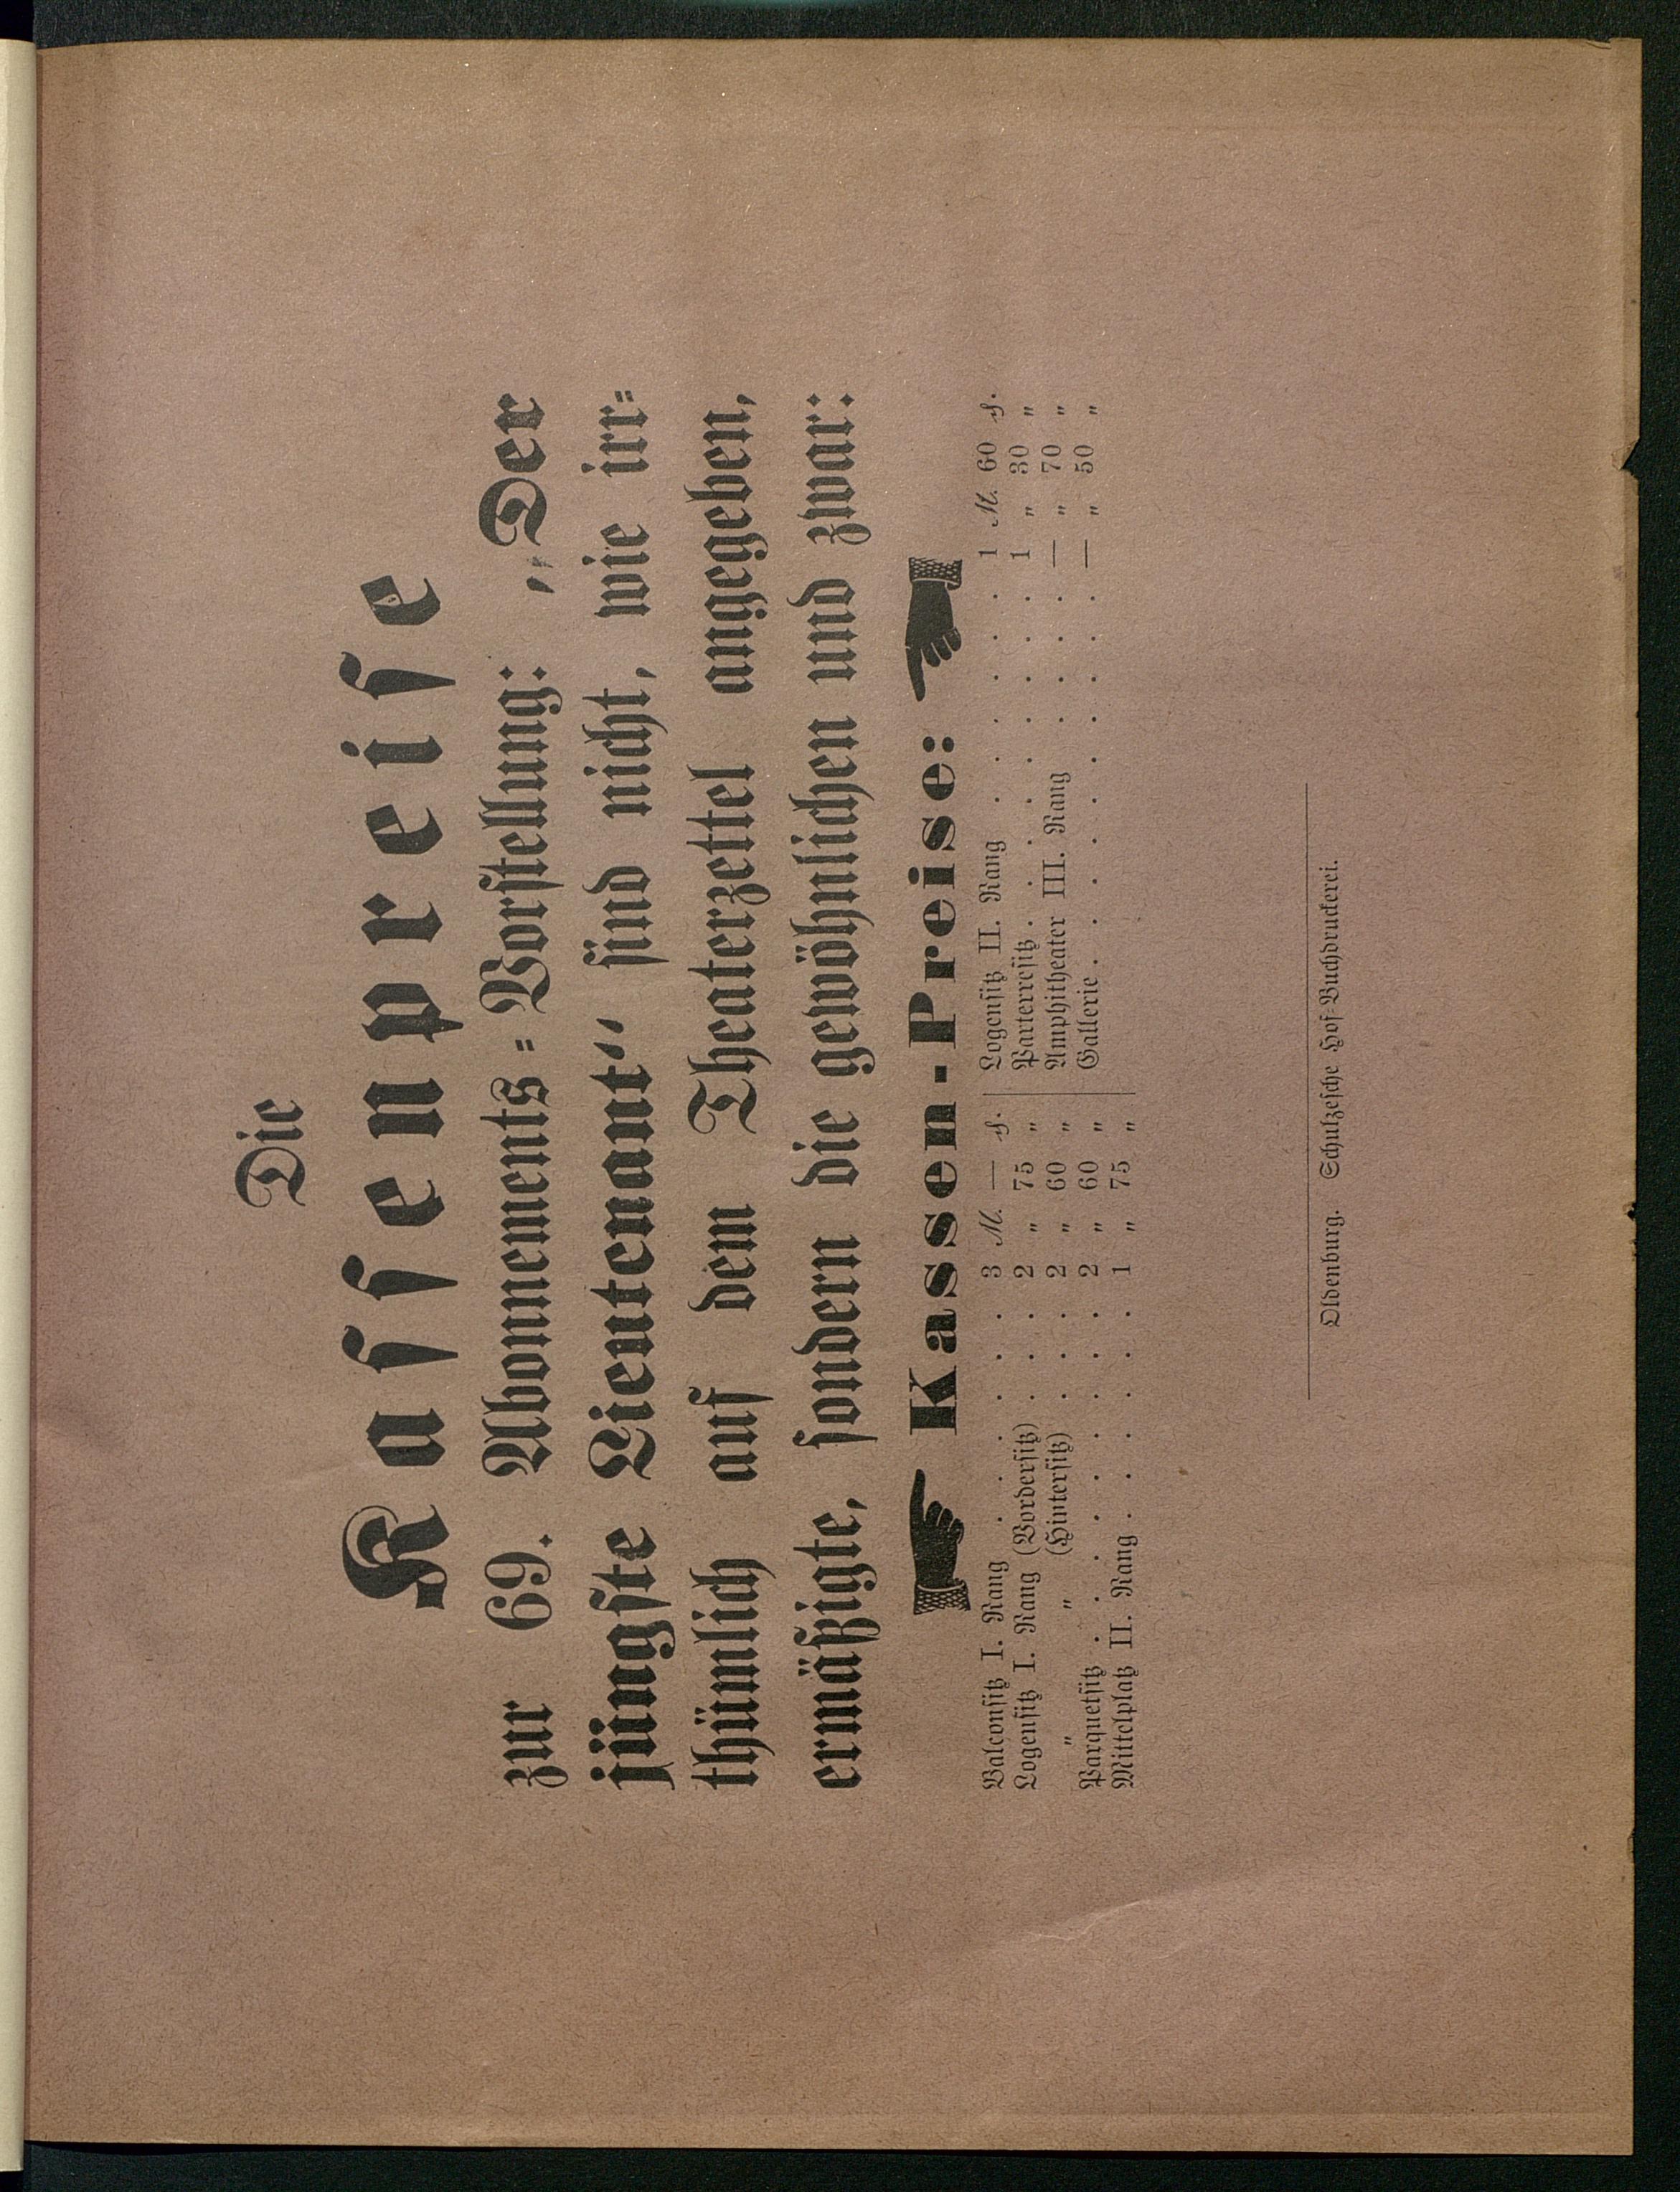 Die
Kassenpreise
zur 69. Abonnements=Vorstellung: „Der
jüngste Lieutenant“ sind nicht, wie irr=
thümlich auf dem Theaterzettel angegeben,
ermäßigte, sondern die gewöhnlichen und zwar:
Kassen-Preise:
Balconsitz I. Rang . . . . . 3 M. — ₰.
Logensitz I. Rang (Vordersitz) . . . 2 " 75 "
" " (Hintersitz) . . . 2 " 60 "
Parquetsitz . . . . . . . . 2 " 60 "
Mittelplatz II. Rang . . . . . . 1 " 75 "
Logensitz II. Rang . . . . . . 1 M. 60 ₰.
Parterresitz . . . . . . . . . 1 " 30 "
Amphitheater III. Rang . . . . . — " 70 "
Gallerie . . . . . . . . . . — " 50 "
Oldenburg. Schulzesche Hof=Buchdruckerei.